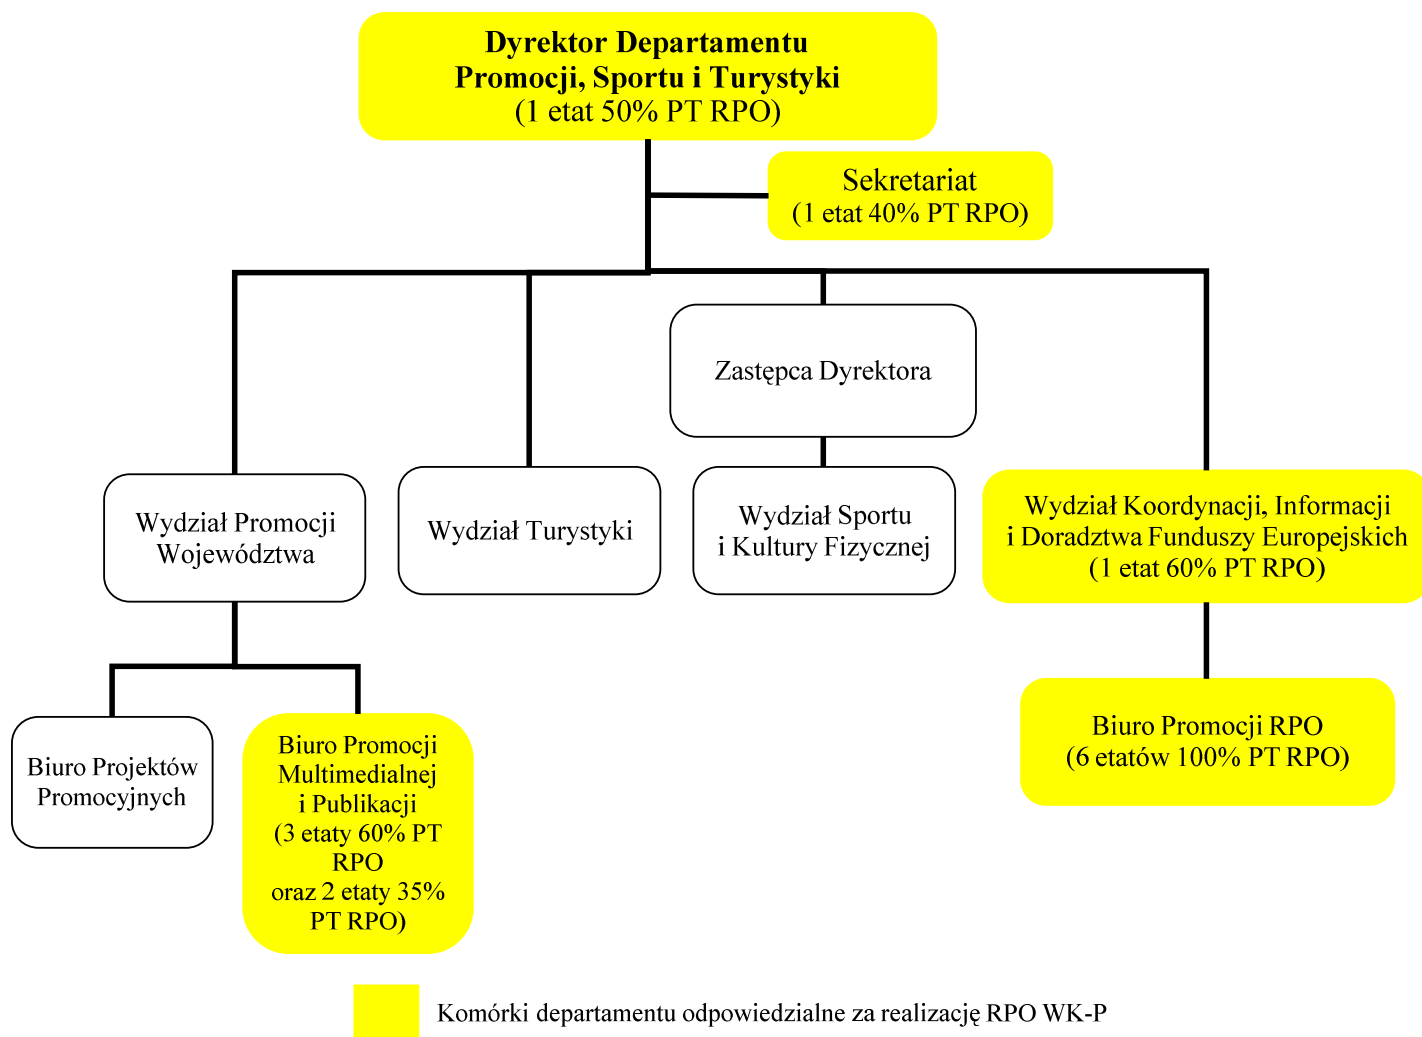 Dyrektor Departamentu
Promocji, Sportu i Turystyki
(1 etat 50% PT RPO)
Sekretariat
(1 etat 40% PT RPO)
Zastępca Dyrektora
Wydział Promocji
Województwa
Wydział Turystyki
Wydział Sportu
i Kultury Fizycznej
Wydział Koordynacji, Informacji
i Doradztwa Funduszy Europejskich
(1 etat 60% PT RPO)
Biuro Projektów
Promocyjnych
Biuro Promocji
Multimedialnej
i Publikacji
(3 etaty 60% PT
RPO
oraz 2 etaty 35%
PT RPO)
Biuro Promocji RPO
(6 etatów 100% PT RPO)
Komórki departamentu odpowiedzialne za realizację RPO WK-P